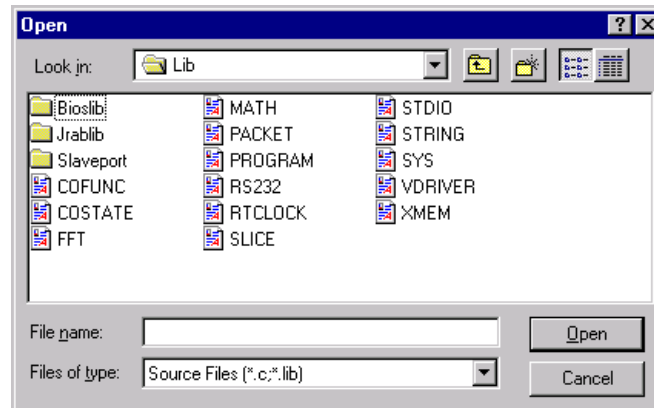 Open
Look in: Lib
Bioslib MATH STDIO
Jrablib PACKET STRING
Slaveport PROGRAM SYS
COFUNC RS232 VDRIVER
COSTATE RTCLOCK XMEM
FFT SLICE
File name: Open
Files of type: Source Files (*.c;*.lib) Cancel